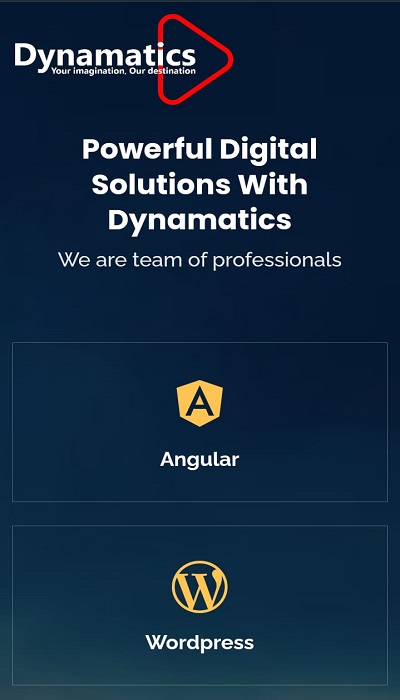 Dynamatics
Your imagination, Our destination
Powerful Digital
Solutions With
Dynamatics
We are team of professionals
Angular
Wordpress